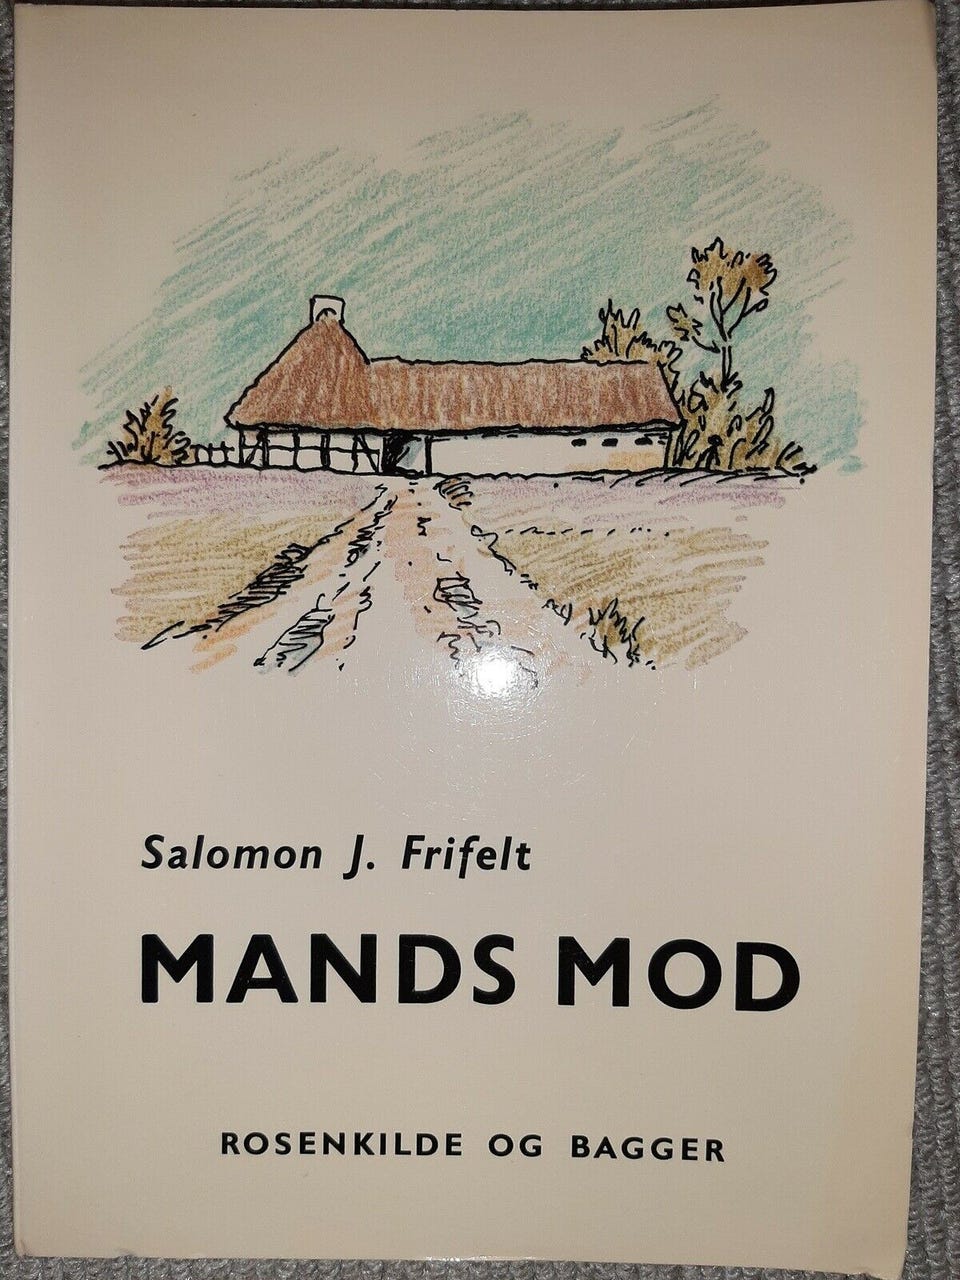 Salomon J. Frifelt
MANDS MOD
ROSENKILDE OG BAGGER